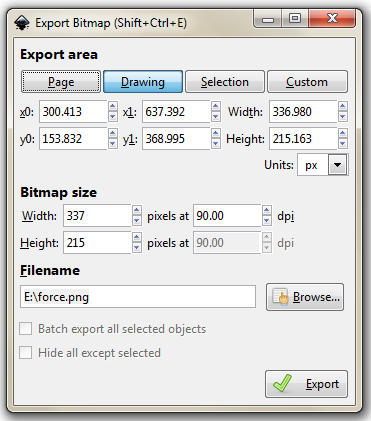 Export Bitmap (Shift+Ctrl+E)
Export area
Page Drawing Selection Custom
x0: 300.413 x1: 637.392 Width: 336.980
y0: 153.832 y1: 368.995 Height: 215.163
Units: px
Bitmap size
Width: 337 pixels at 90.00 dpi
Height: 215 pixels at 90.00 dpi
Filename
E:\force.png Browse...
Batch export all selected objects
Hide all except selected
Export